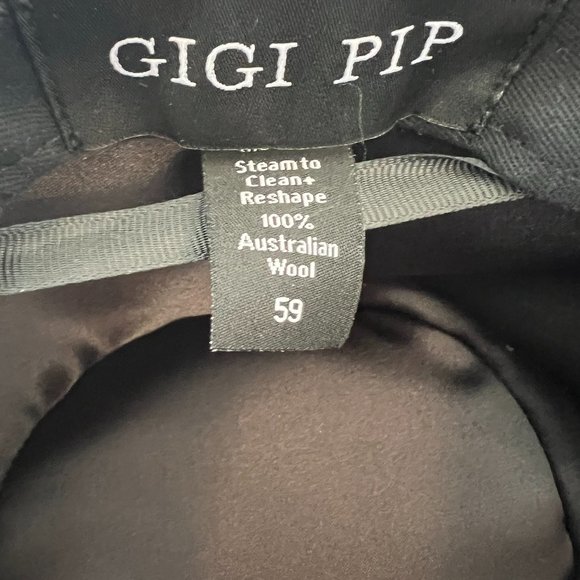 GIGI PIP
Steam to
Clean+
Reshape
100%
Australian
Wool
59